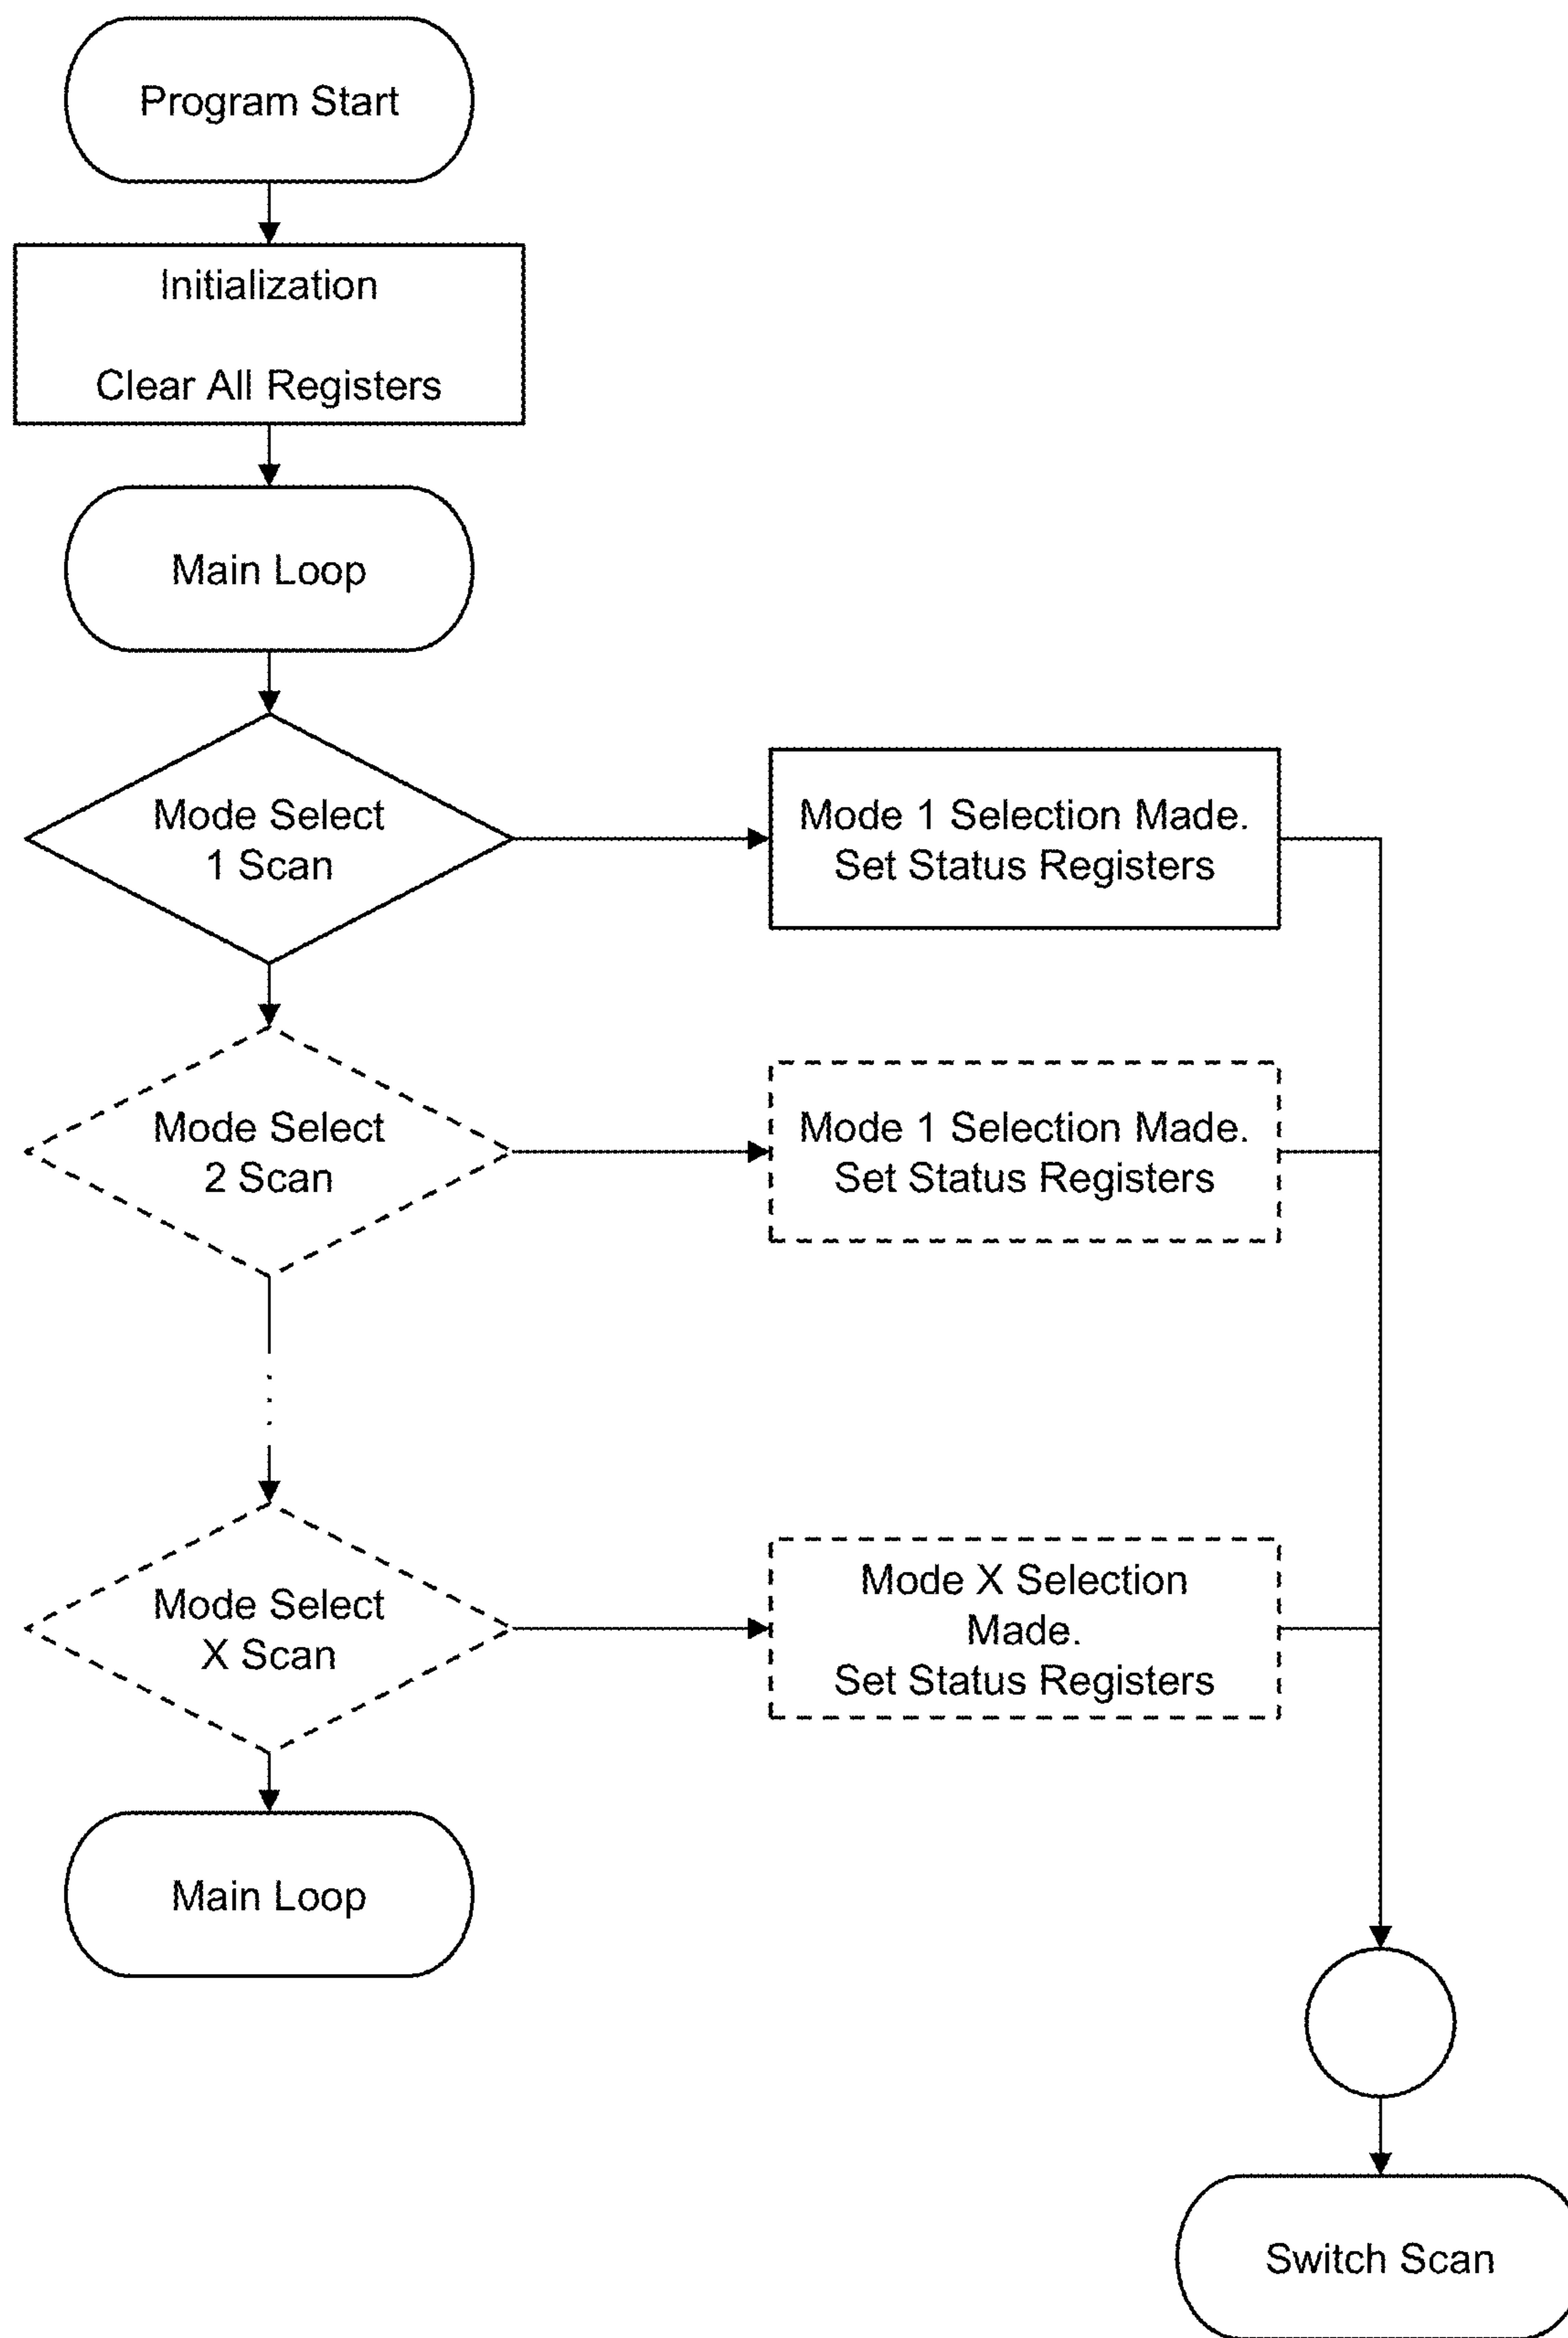 Program Start
Initialization
Clear All Registers
Main Loop
Mode Select
1 Scan
Mode 1 Selection Made.
Set Status Registers
Mode Select
2 Scan
Mode 1 Selection Made.
Set Status Registers
Mode Select
X Scan
Mode X Selection
Made.
Set Status Registers
Main Loop
Switch Scan